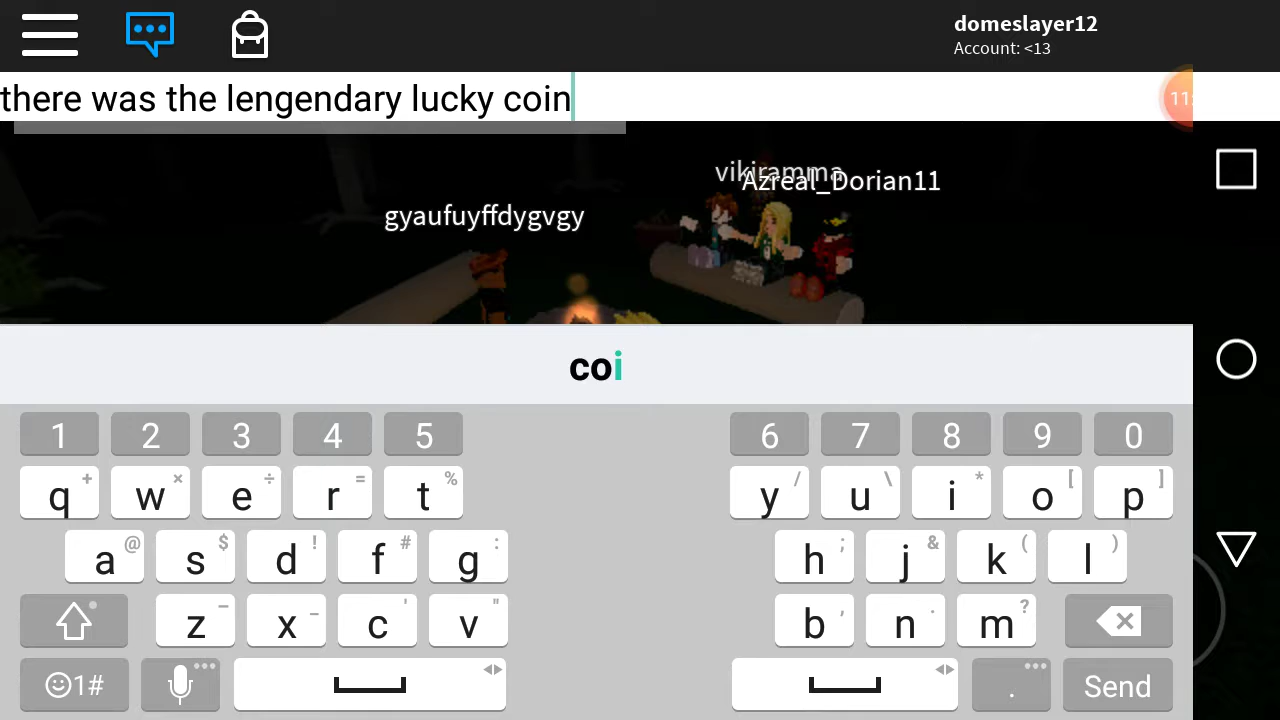 domeslayer12
Account: <13
there was the lengendary lucky coin
11:
vikiramma
Azreal_Dorian11
gyaufuyffdygvgy
coi
1 2 3 4 5 6 7 8 9 0
q + w × e ÷ r = t % y / u \ i * o [ p ]
a @ s $ d ! f # g : h ; j & k ( l )
z – x _ c ' v " b , n . m ?
1# . Send